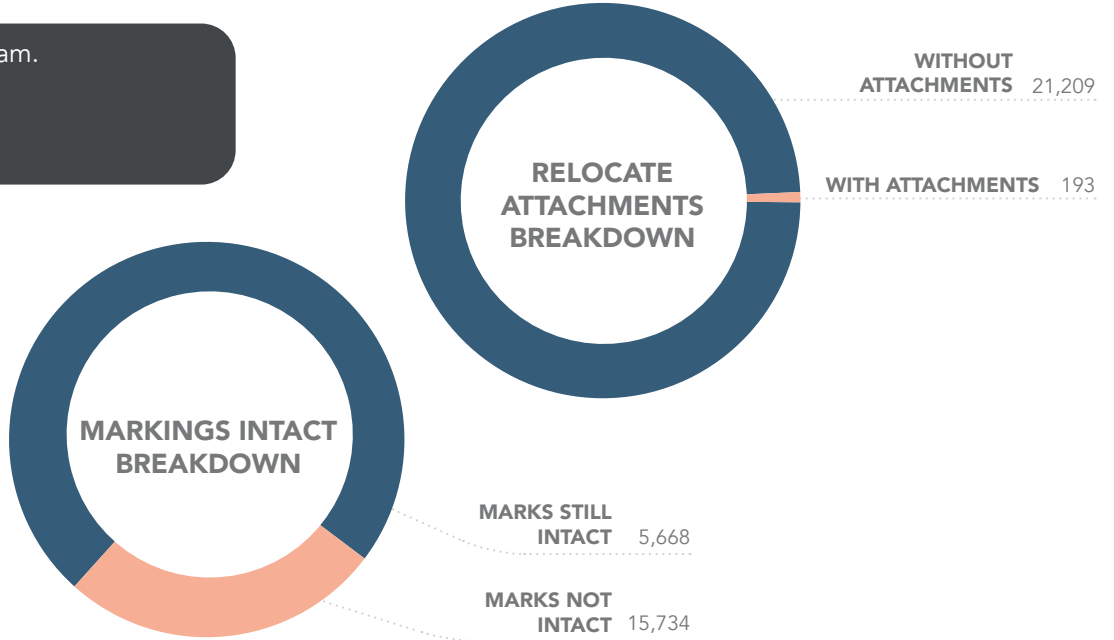 am.
WITHOUT
ATTACHMENTS 21,209
WITH ATTACHMENTS 193
RELOCATE
ATTACHMENTS
BREAKDOWN
MARKINGS INTACT
BREAKDOWN
MARKS STILL
INTACT 5,668
MARKS NOT
INTACT 15,734